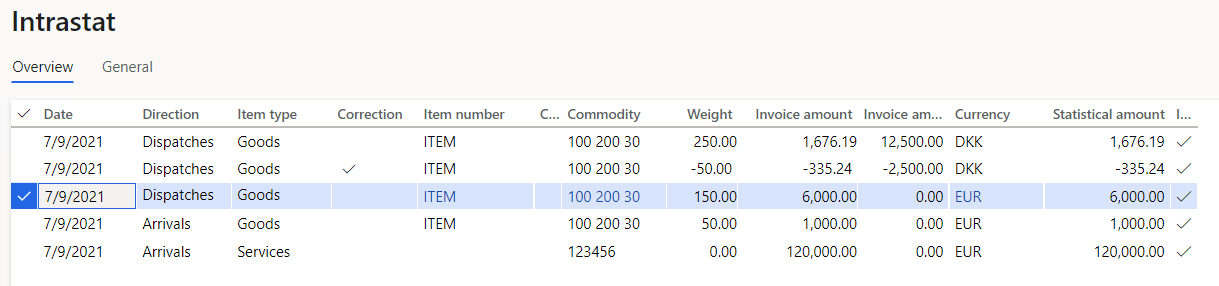 Intrastat
Overview General
Date Direction Item type Correction Item number C... Commodity Weight Invoice amount Invoice am... Currency Statistical amount I...
7/9/2021 Dispatches Goods ITEM 100 200 30 250.00 1,676.19 12,500.00 DKK 1,676.19
7/9/2021 Dispatches Goods ITEM 100 200 30 -50.00 -335.24 -2,500.00 DKK -335.24
7/9/2021 Dispatches Goods ITEM 100 200 30 150.00 6,000.00 0.00 EUR 6,000.00
7/9/2021 Arrivals Goods ITEM 100 200 30 50.00 1,000.00 0.00 EUR 1,000.00
7/9/2021 Arrivals Services 123456 0.00 120,000.00 0.00 EUR 120,000.00